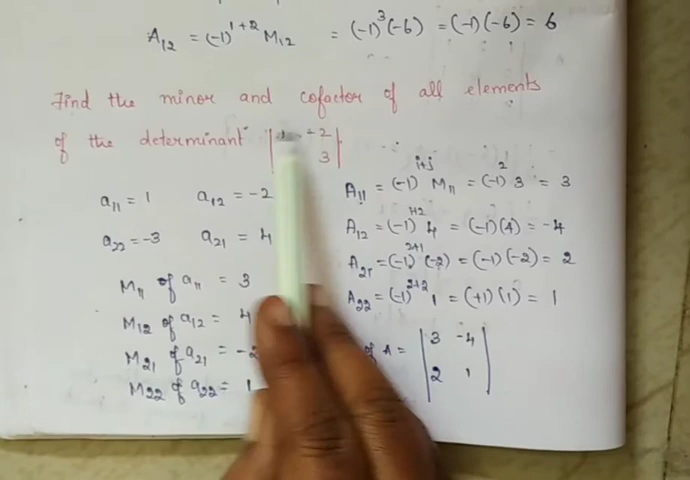 A₁₂ = (-1)¹⁺² M₁₂ = (-1)³(-6) = (-1)(-6) = 6
Find the minor and cofactor of all elements
of the determinant | -2
3 |
a₁₁ = 1 a₁₂ = -2
a₂₂ = -3 a₂₁ = 4
M₁₁ of a₁₁ = 3
M₁₂ of a₁₂ = 4
M₂₁ of a₂₁ = -2
M₂₂ of a₂₂ = 1
A₁₁ = (-1)ⁱ⁺ʲ M₁₁ = (-1)² 3 = 3
A₁₂ = (-1)¹⁺² 4 = (-1)(4) = -4
A₂₁ = (-1)²⁺¹ (-2) = (-1)(-2) = 2
A₂₂ = (-1)²⁺² 1 = (+1)(1) = 1
of A = | 3 -4 |
| 2 1 |